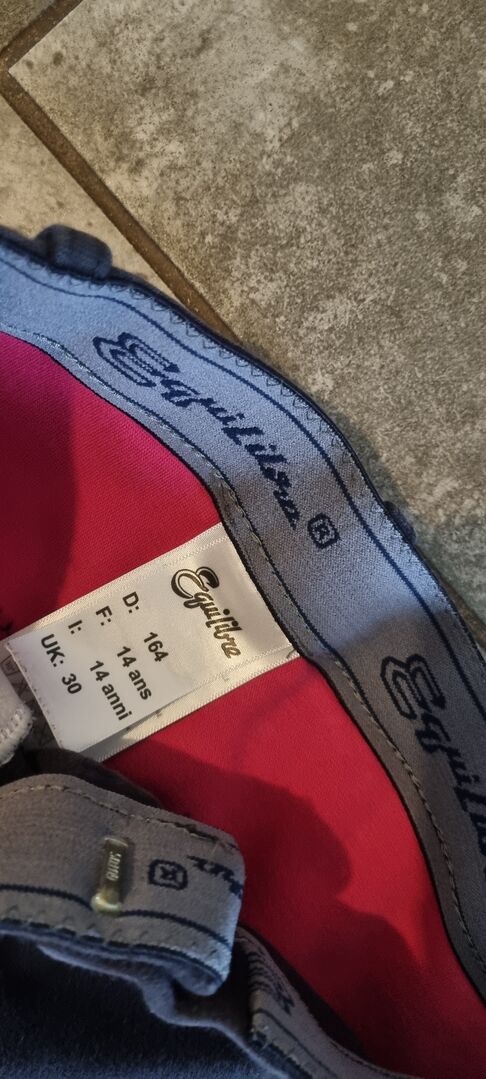 EquiLibre
EquiLibre
Equilibre
D: 164
F: 14 ans
I: 14 anni
UK: 30